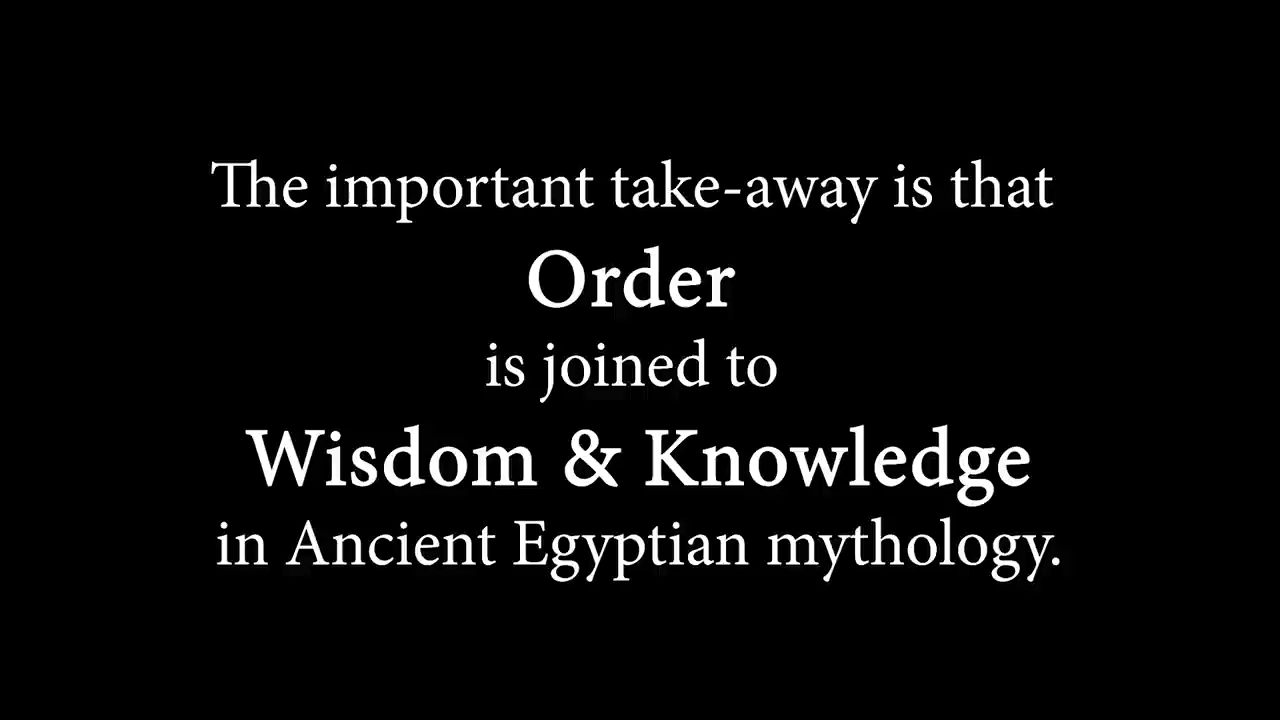 The important take-away is that
Order
is joined to
Wisdom & Knowledge
in Ancient Egyptian mythology.